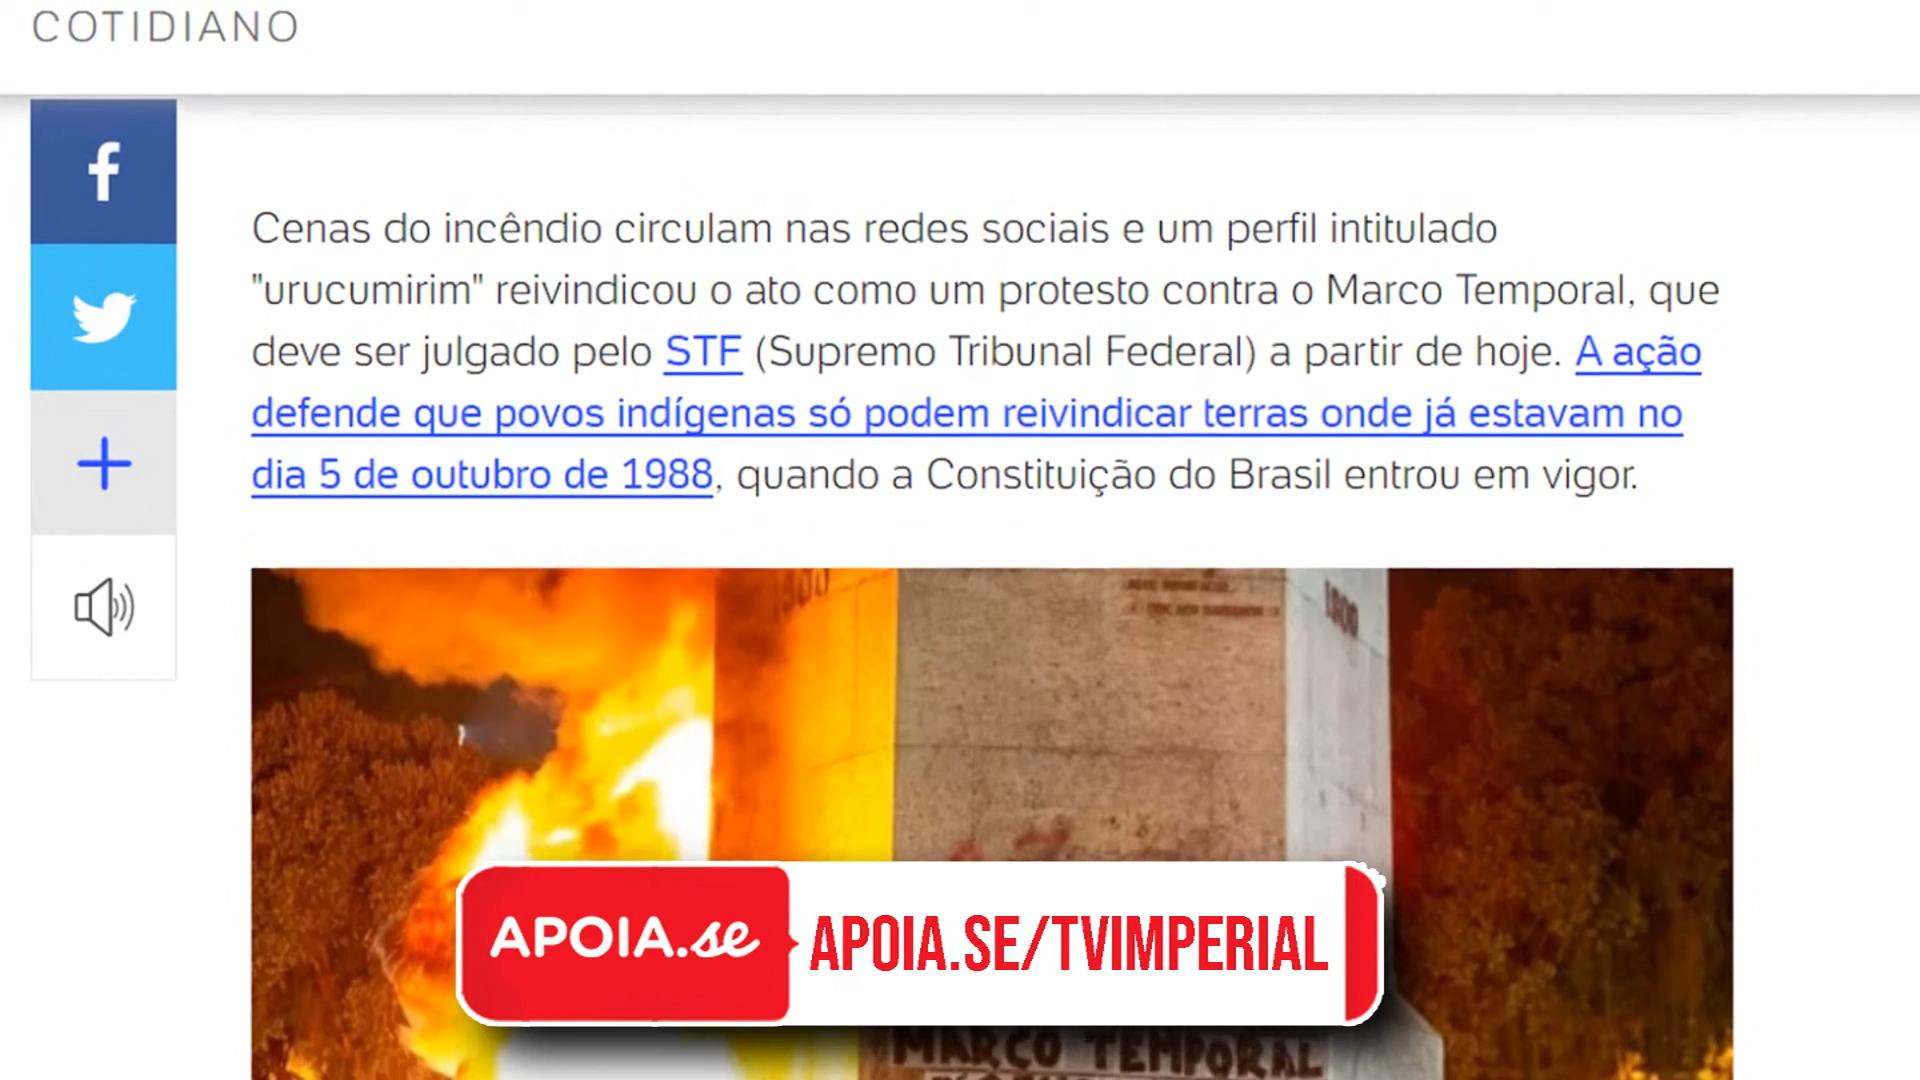 COTIDIANO
Cenas do incêndio circulam nas redes sociais e um perfil intitulado
"urucumirim" reivindicou o ato como um protesto contra o Marco Temporal, que
deve ser julgado pelo STF (Supremo Tribunal Federal) a partir de hoje. A ação
defende que povos indígenas só podem reivindicar terras onde já estavam no
dia 5 de outubro de 1988, quando a Constituição do Brasil entrou em vigor.
APOIA.se APOIA.SE/TVIMPERIAL
MARCO TEMPORAL